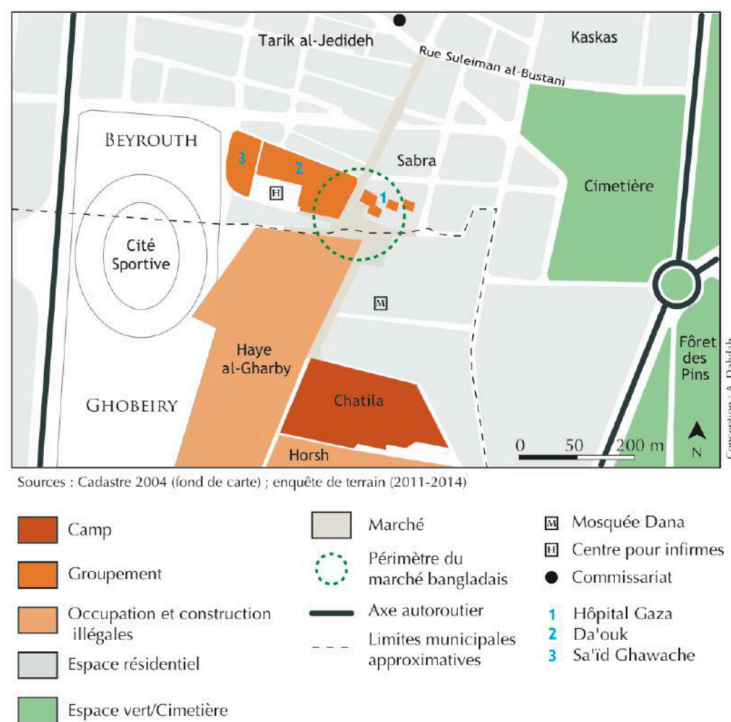 Tarik al-Jedideh
Kaskas
Rue Suleiman al-Bustani
BEYROUTH
3
2
Sabra
1
H
Cimetière
Cité
Sportive
M
Haye
al-Gharby
Fôret
des
Pins
GHOBEIRY
Chatila
Horsh
0 50 200 m
N
Conception : A. Dahdah
Sources : Cadastre 2004 (fond de carte) ; enquête de terrain (2011-2014)
Camp
Groupement
Occupation et construction
illégales
Espace résidentiel
Espace vert/Cimetière
Marché
Périmètre du
marché bangladais
Axe autoroutier
Limites municipales
approximatives
M Mosquée Dana
H Centre pour infirmes
Commissariat
1 Hôpital Gaza
2 Da'ouk
3 Sa'ïd Ghawache